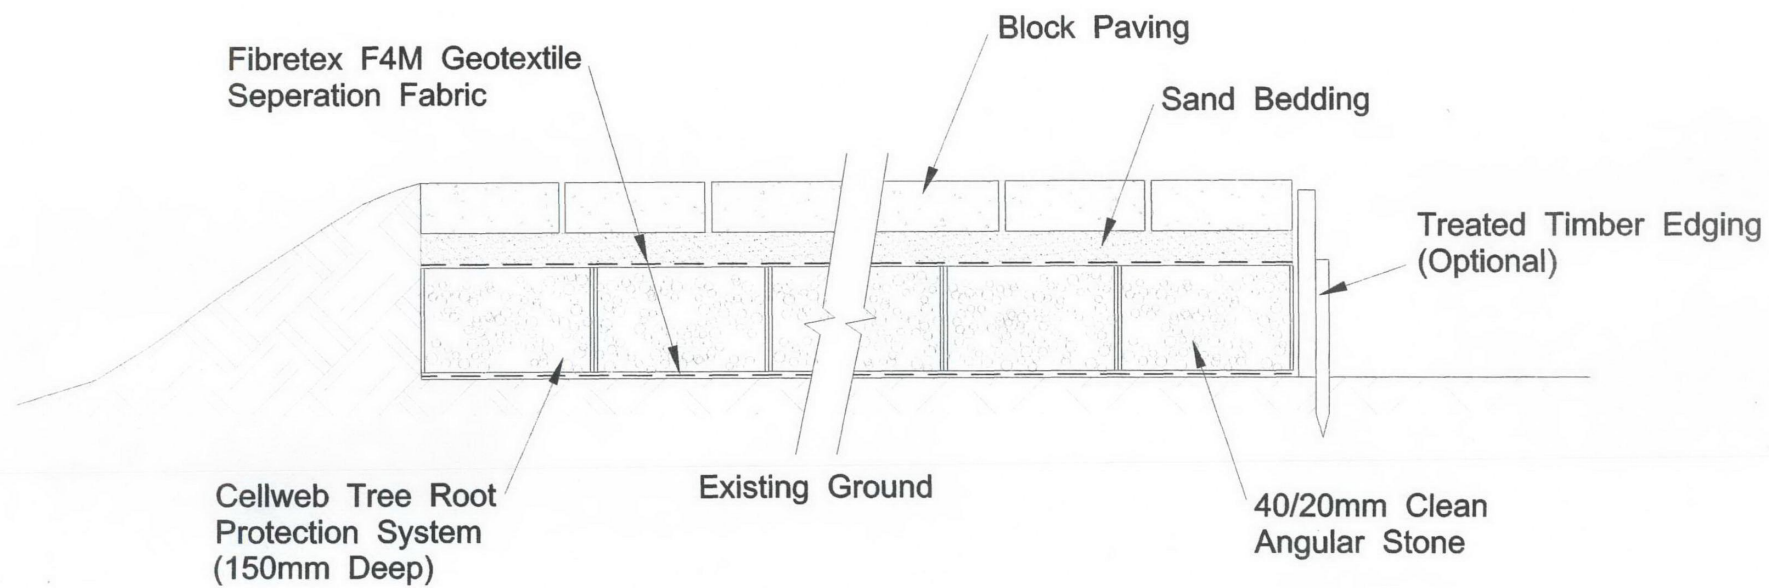 Block Paving
Fibretex F4M Geotextile
Seperation Fabric
Sand Bedding
Treated Timber Edging
(Optional)
Existing Ground
Cellweb Tree Root
Protection System
(150mm Deep)
40/20mm Clean
Angular Stone